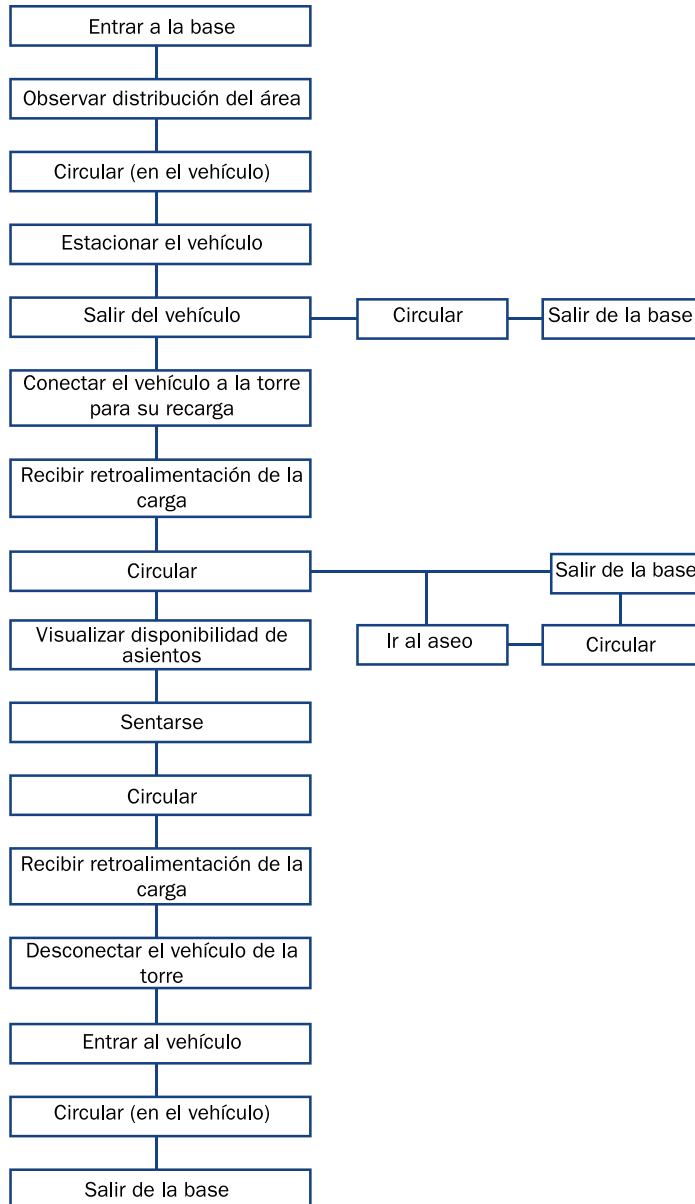 Entrar a la base
Observar distribución del área
Circular (en el vehículo)
Estacionar el vehículo
Salir del vehículo
Circular
Salir de la base
Conectar el vehículo a la torre
para su recarga
Recibir retroalimentación de la
carga
Circular
Salir de la base
Visualizar disponibilidad de
asientos
Ir al aseo
Circular
Sentarse
Circular
Recibir retroalimentación de la
carga
Desconectar el vehículo de la
torre
Entrar al vehículo
Circular (en el vehículo)
Salir de la base